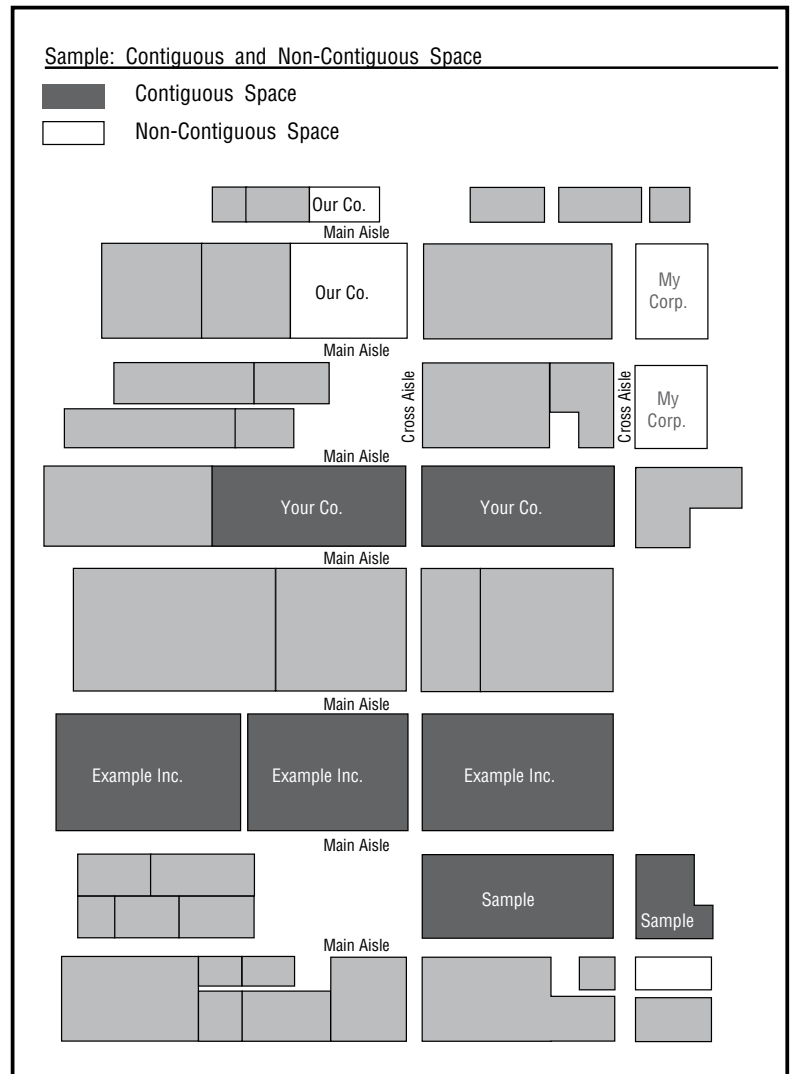 Sample: Contiguous and Non-Contiguous Space
Contiguous Space
Non-Contiguous Space
Our Co.
Main Aisle
Our Co.
My
Corp.
Main Aisle
Cross Aisle
Cross Aisle
My
Corp.
Main Aisle
Your Co.
Your Co.
Main Aisle
Main Aisle
Example Inc.
Example Inc.
Example Inc.
Main Aisle
Sample
Sample
Main Aisle